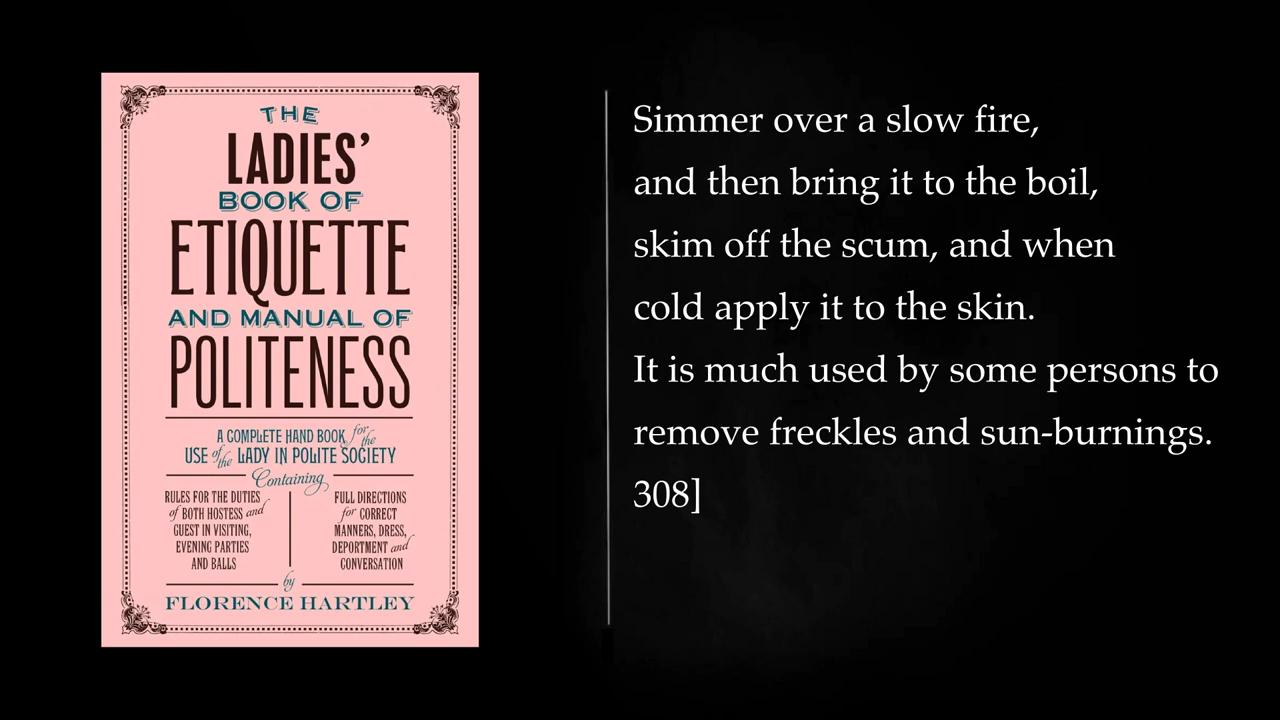 THE
LADIES'
BOOK OF
ETIQUETTE
AND MANUAL OF
POLITENESS
A COMPLETE HAND BOOK for the
USE of the LADY IN POLITE SOCIETY
Containing
RULES FOR THE DUTIES
of BOTH HOSTESS and
GUEST IN VISITING,
EVENING PARTIES
AND BALLS
FULL DIRECTIONS
for CORRECT
MANNERS, DRESS,
DEPORTMENT and
CONVERSATION
by
FLORENCE HARTLEY
Simmer over a slow fire,
and then bring it to the boil,
skim off the scum, and when
cold apply it to the skin.
It is much used by some persons to
remove freckles and sun-burnings.
308]